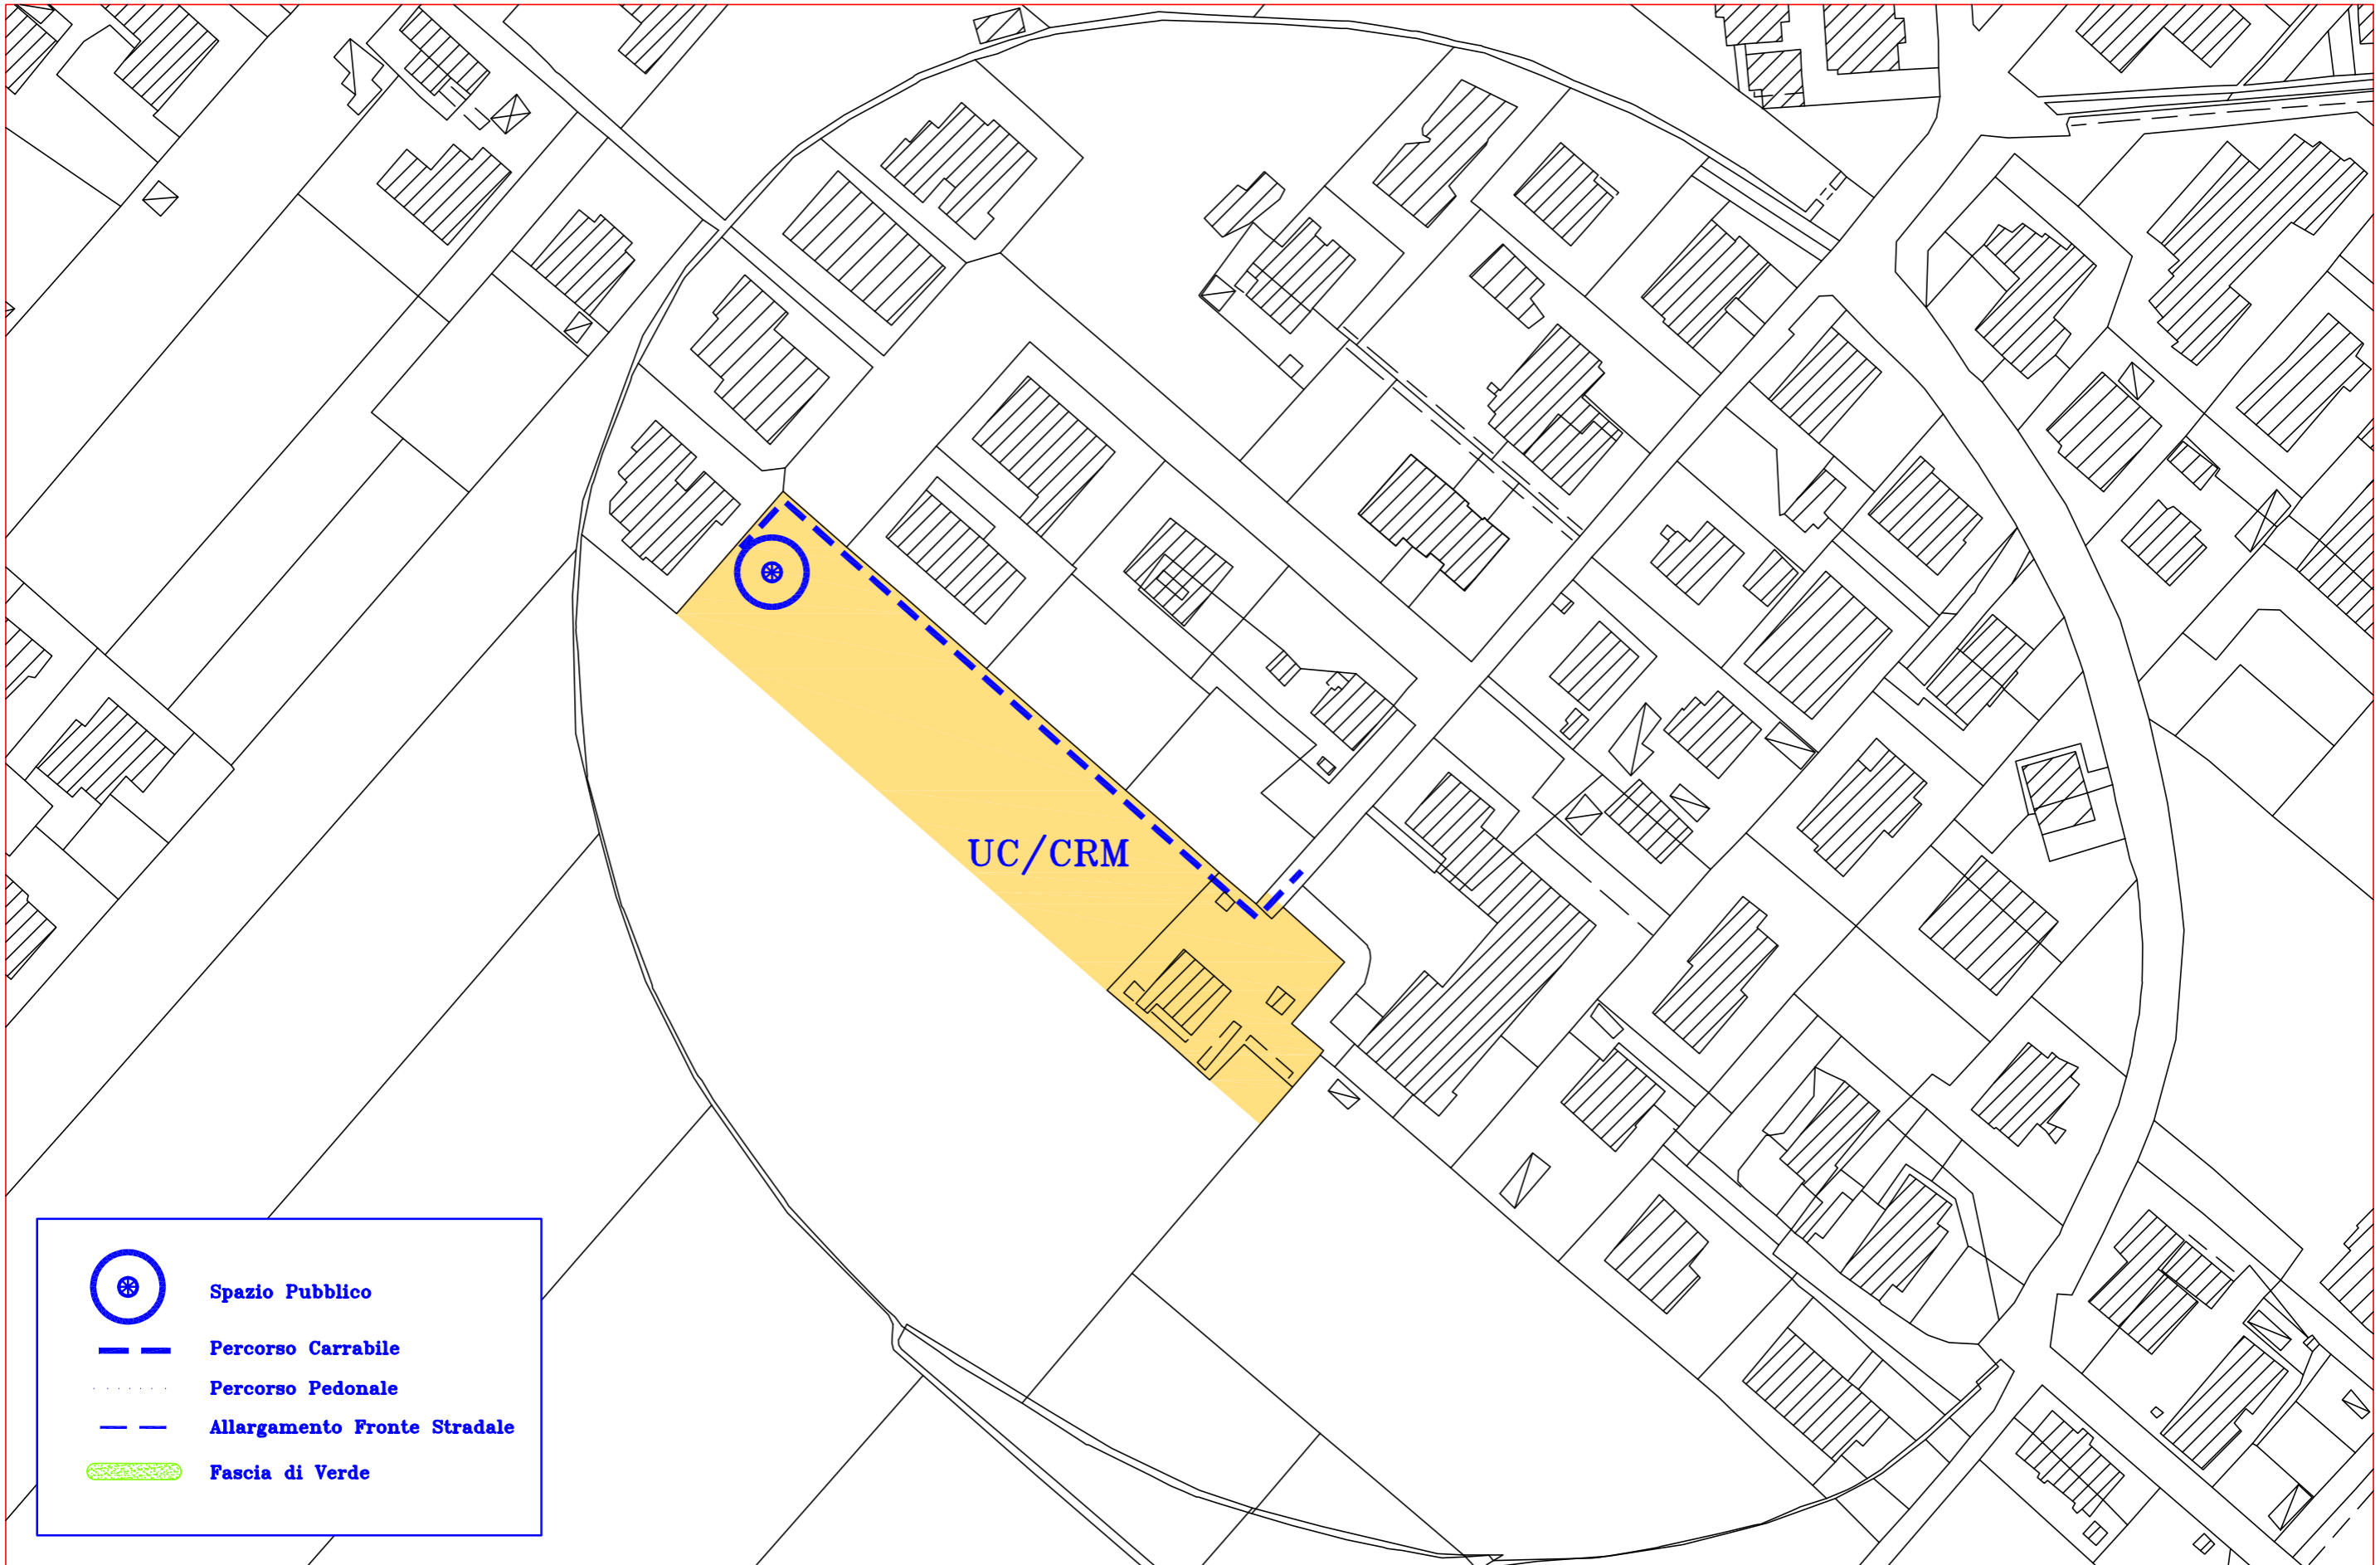 UC/CRM
Spazio Pubblico
Percorso Carrabile
Percorso Pedonale
Allargamento Fronte Stradale
Fascia di Verde